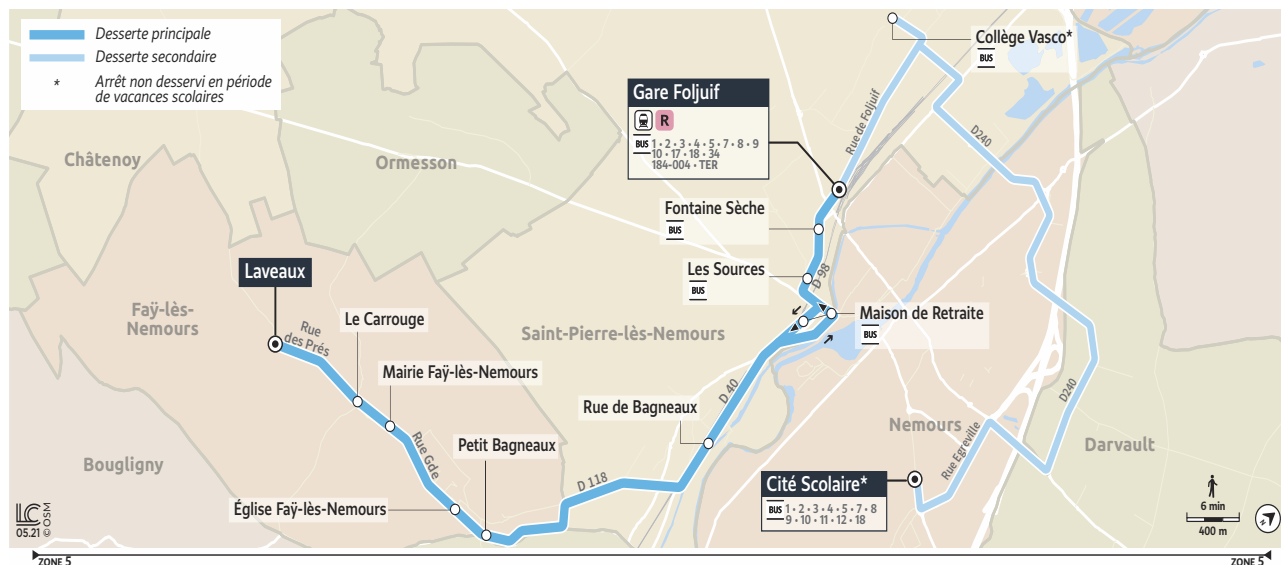 Desserte principale
Desserte secondaire
* Arrêt non desservi en période
de vacances scolaires
Collège Vasco*
BUS
Gare Foljuif
R
BUS 1 • 2 • 3 • 4 • 5 • 7 • 8 • 9
10 • 17 • 18 • 34
184-004 • TER
Rue de Foljuif
D240
Châtenoy
Ormesson
Fontaine Sèche
BUS
Les Sources
BUS
D 98
Laveaux
Faÿ-lès-
Nemours
Rue
des Prés
Le Carrouge
Saint-Pierre-lès-Nemours
Maison de Retraite
BUS
Mairie Faÿ-lès-Nemours
D 40
Rue de Bagneaux
D240
Nemours
Darvault
Rue Gde
Petit Bagneaux
Rue Egreville
Bougligny
D 118
Cité Scolaire*
BUS 1 • 2 • 3 • 4 • 5 • 7 • 8
9 • 10 • 11 • 12 • 18
Église Faÿ-lès-Nemours
6 min
400 m
LC
05.21
© OSM
ZONE 5
ZONE 5